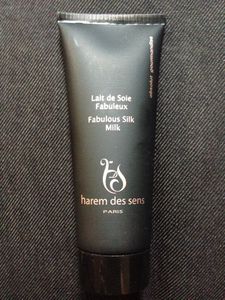 Lait de Soie
Fabuleux
Fabulous Silk
Milk
harem des sens
PARIS